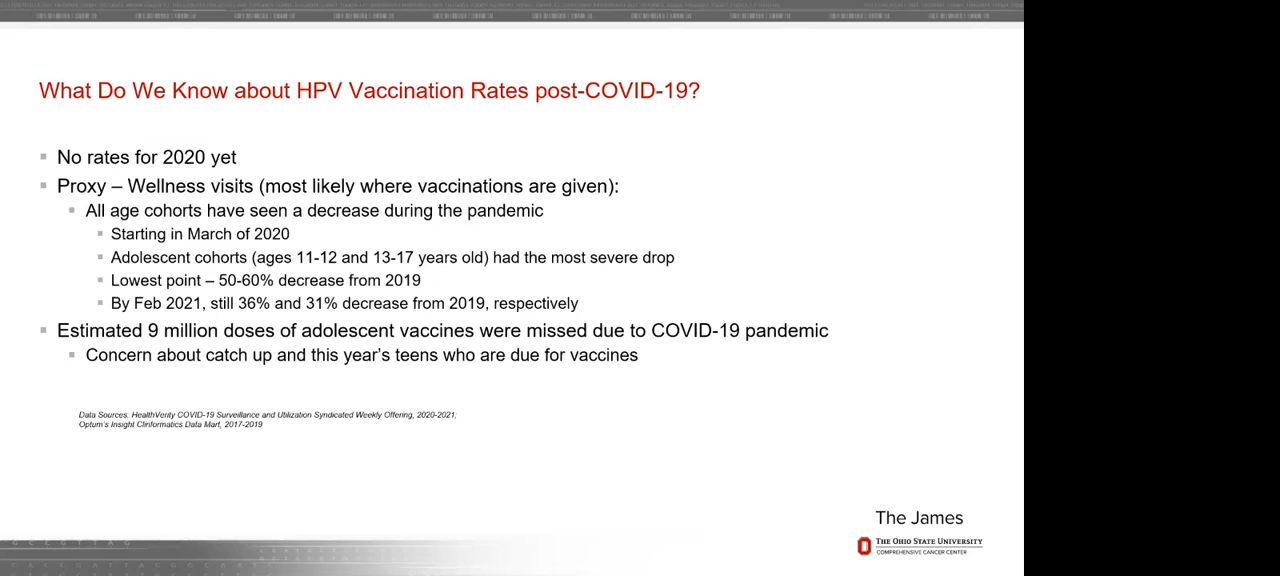 What Do We Know about HPV Vaccination Rates post-COVID-19?
No rates for 2020 yet
Proxy – Wellness visits (most likely where vaccinations are given):
All age cohorts have seen a decrease during the pandemic
Starting in March of 2020
Adolescent cohorts (ages 11-12 and 13-17 years old) had the most severe drop
Lowest point – 50-60% decrease from 2019
By Feb 2021, still 36% and 31% decrease from 2019, respectively
Estimated 9 million doses of adolescent vaccines were missed due to COVID-19 pandemic
Concern about catch up and this year's teens who are due for vaccines
Data Sources: HealthVerity COVID-19 Surveillance and Utilization Syndicated Weekly Offering, 2020-2021;
Optum's Insight Clinformatics Data Mart, 2017-2019
The James
THE OHIO STATE UNIVERSITY
COMPREHENSIVE CANCER CENTER